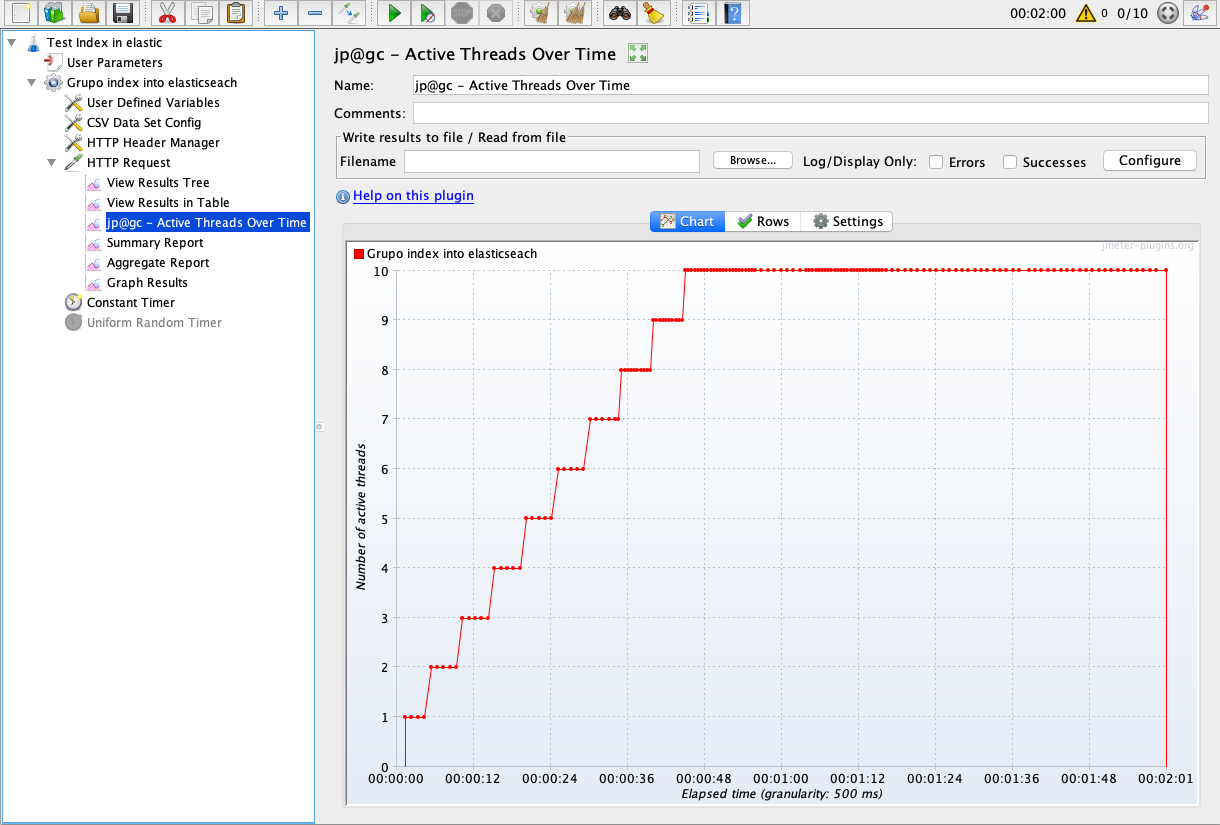 00:02:00 0 0/10
Test Index in elastic
User Parameters
Grupo index into elasticseach
User Defined Variables
CSV Data Set Config
HTTP Header Manager
HTTP Request
View Results Tree
View Results in Table
jp@gc - Active Threads Over Time
Summary Report
Aggregate Report
Graph Results
Constant Timer
Uniform Random Timer
jp@gc - Active Threads Over Time
Name: jp@gc - Active Threads Over Time
Comments:
Write results to file / Read from file
Filename Browse... Log/Display Only: Errors Successes Configure
Help on this plugin
Chart Rows Settings
jmeter-plugins.org
Grupo index into elasticseach
10
9
8
7
6
5
4
3
2
1
0
Number of active threads
00:00:00 00:00:12 00:00:24 00:00:36 00:00:48 00:01:00 00:01:12 00:01:24 00:01:36 00:01:48 00:02:01
Elapsed time (granularity: 500 ms)